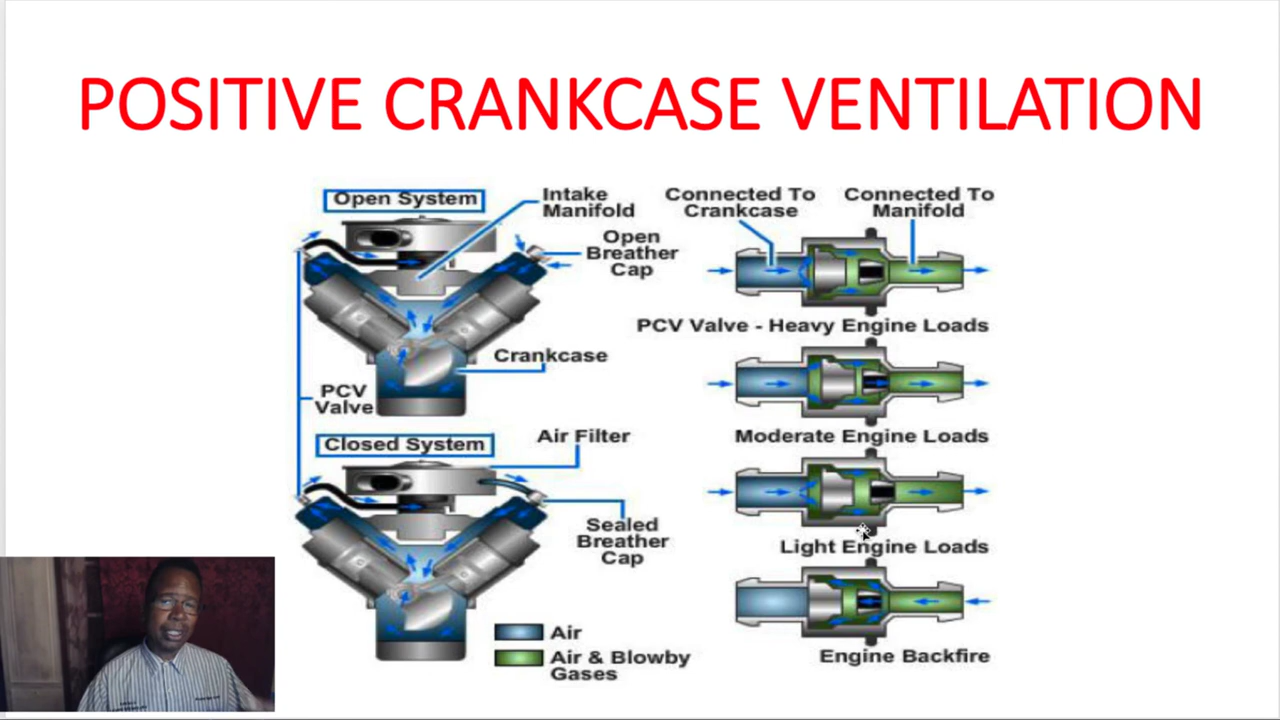 POSITIVE CRANKCASE VENTILATION
Open System
Intake
Manifold
Open
Breather
Cap
Crankcase
PCV
Valve
Closed System
Air Filter
Sealed
Breather
Cap
Air
Air & Blowby
Gases
Connected To
Crankcase
Connected To
Manifold
PCV Valve - Heavy Engine Loads
Moderate Engine Loads
Light Engine Loads
Engine Backfire